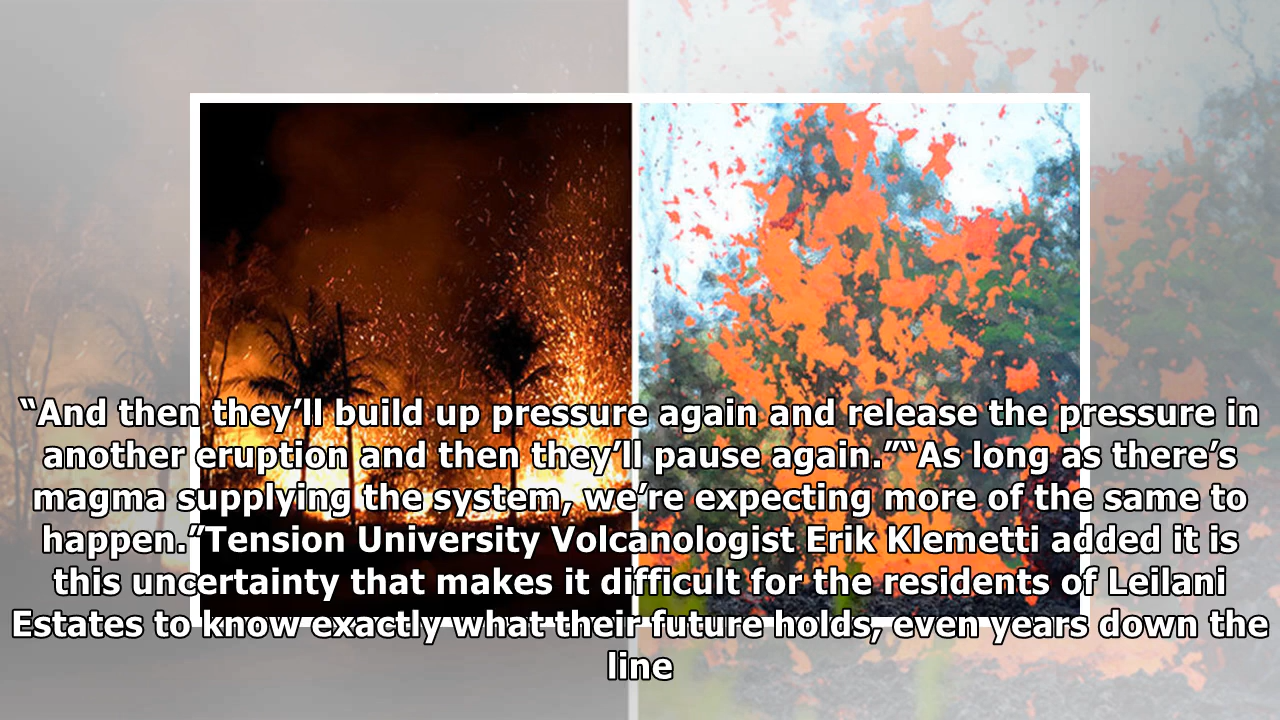 “And then they’ll build up pressure again and release the pressure in
another eruption and then they’ll pause again.”“As long as there’s
magma supplying the system, we’re expecting more of the same to
happen.”Tension University Volcanologist Erik Klemetti added it is
this uncertainty that makes it difficult for the residents of Leilani
Estates to know exactly what their future holds, even years down the
line